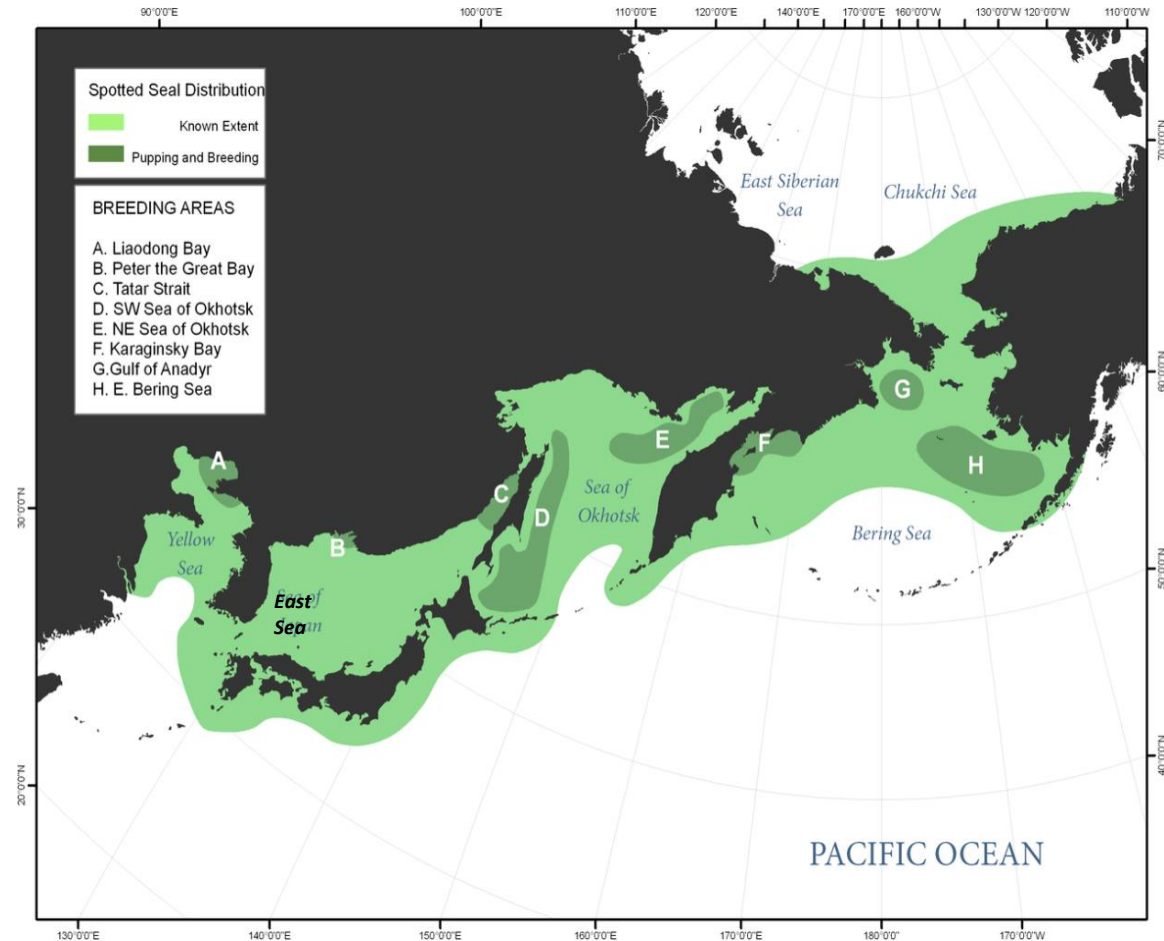 90°0'0"E
100°0'0"E
110°0'0"E
120°0'0"E
140°0'0"E
170°0'0"E
160°0'0"W
130°0'0"W
120°0'0"W
110°0'0"W
Spotted Seal Distribution
Known Extent
Pupping and Breeding
BREEDING AREAS
A. Liaodong Bay
B. Peter the Great Bay
C. Tatar Strait
D. SW Sea of Okhotsk
E. NE Sea of Okhotsk
F. Karaginsky Bay
G.Gulf of Anadyr
H. E. Bering Sea
East Siberian
Sea
Chukchi Sea
70°0'0"N
60°0'0"N
G
F
E
A
H
C
Sea of
Okhotsk
D
30°0'0"N
Bering Sea
Yellow
Sea
B
50°0'0"N
Sea of
Japan
East
Sea
40°0'0"N
20°0'0"N
PACIFIC OCEAN
130°0'0"E
140°0'0"E
150°0'0"E
160°0'0"E
170°0'0"E
180°0'0"
170°0'0"W